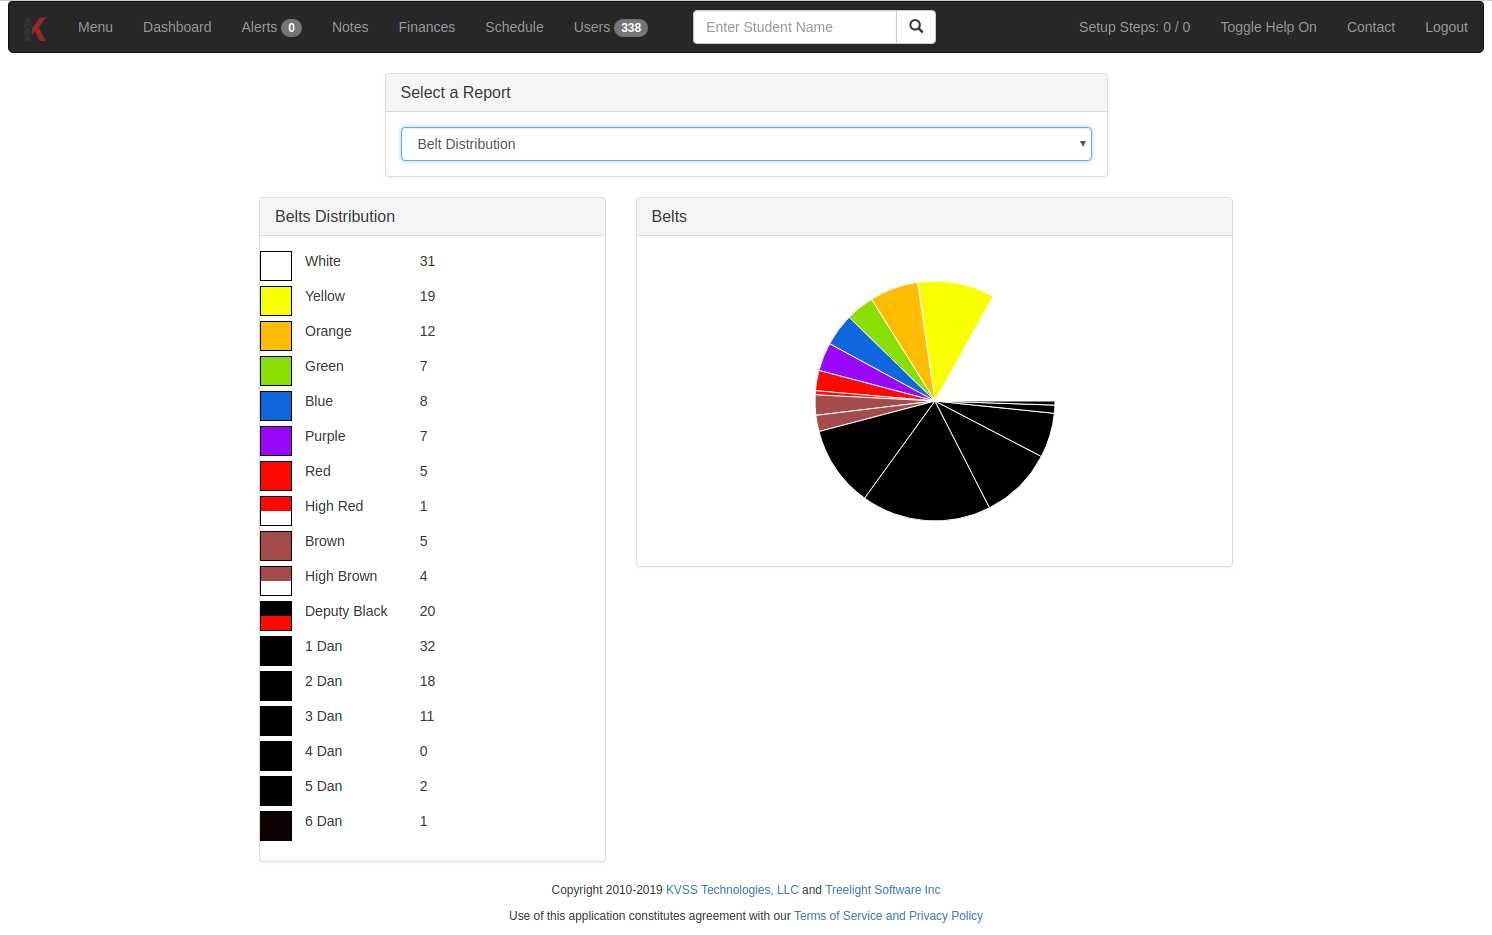 Menu Dashboard Alerts 0 Notes Finances Schedule Users 338 Enter Student Name Setup Steps: 0 / 0 Toggle Help On Contact Logout
Select a Report
Belt Distribution
Belts Distribution
Belts
White 31
Yellow 19
Orange 12
Green 7
Blue 8
Purple 7
Red 5
High Red 1
Brown 5
High Brown 4
Deputy Black 20
1 Dan 32
2 Dan 18
3 Dan 11
4 Dan 0
5 Dan 2
6 Dan 1
Copyright 2010-2019 KVSS Technologies, LLC and Treelight Software Inc
Use of this application constitutes agreement with our Terms of Service and Privacy Policy